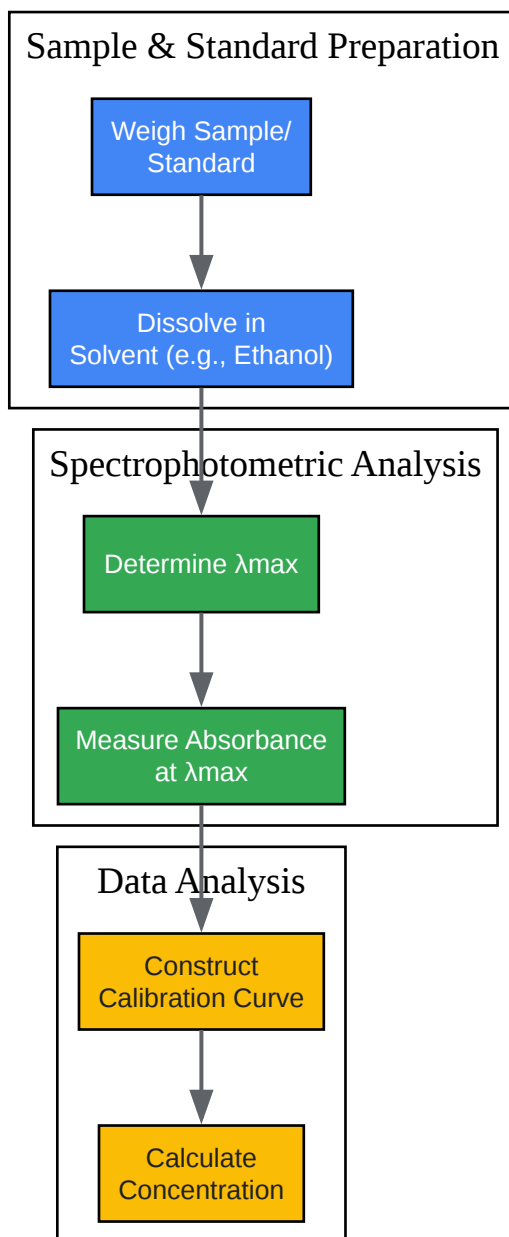 Sample & Standard Preparation
Weigh Sample/
Standard
Dissolve in
Solvent (e.g., Ethanol)
Spectrophotometric Analysis
Determine λmax
Measure Absorbance
at λmax
Data Analysis
Construct
Calibration Curve
Calculate
Concentration